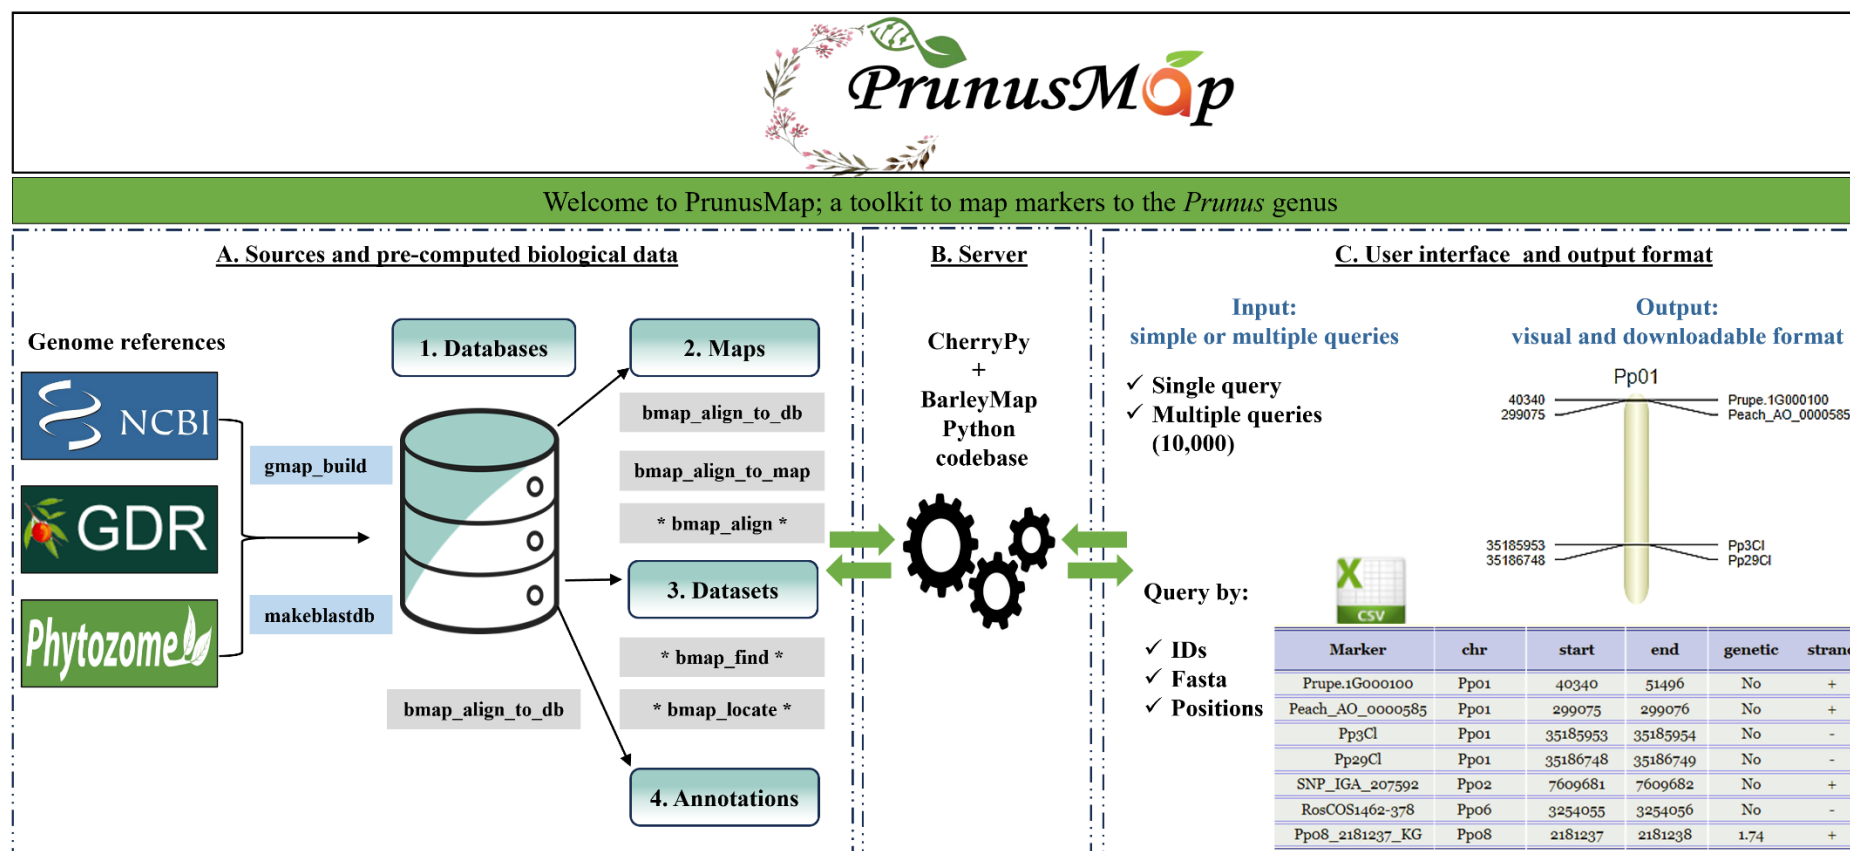 PrunusMap
Welcome to PrunusMap; a toolkit to map markers to the Prunus genus
A. Sources and pre-computed biological data
Genome references
NCBI
GDR
Phytozome
gmap_build
makeblastdb
1. Databases
2. Maps
bmap_align_to_db
bmap_align_to_map
* bmap_align *
3. Datasets
* bmap_find *
* bmap_locate *
bmap_align_to_db
4. Annotations
B. Server
CherryPy
+
BarleyMap
Python
codebase
C. User interface and output format
Input:
simple or multiple queries
✓ Single query
✓ Multiple queries
(10,000)
Query by:
✓ IDs
✓ Fasta
✓ Positions
Output:
visual and downloadable format
Pp01
40340 Prupe.1G000100
299075 Peach_AO_0000585
35185953 Pp3Cl
35186748 Pp29Cl
X
CSV
Marker chr start end genetic stran
Prupe.1G000100 Pp01 40340 51496 No +
Peach_AO_0000585 Pp01 299075 299076 No +
Pp3Cl Pp01 35185953 35185954 No -
Pp29Cl Pp01 35186748 35186749 No -
SNP_IGA_207592 Pp02 7609681 7609682 No +
RosCOS1462-378 Pp06 3254055 3254056 No -
Pp08_2181237_KG Pp08 2181237 2181238 1.74 +